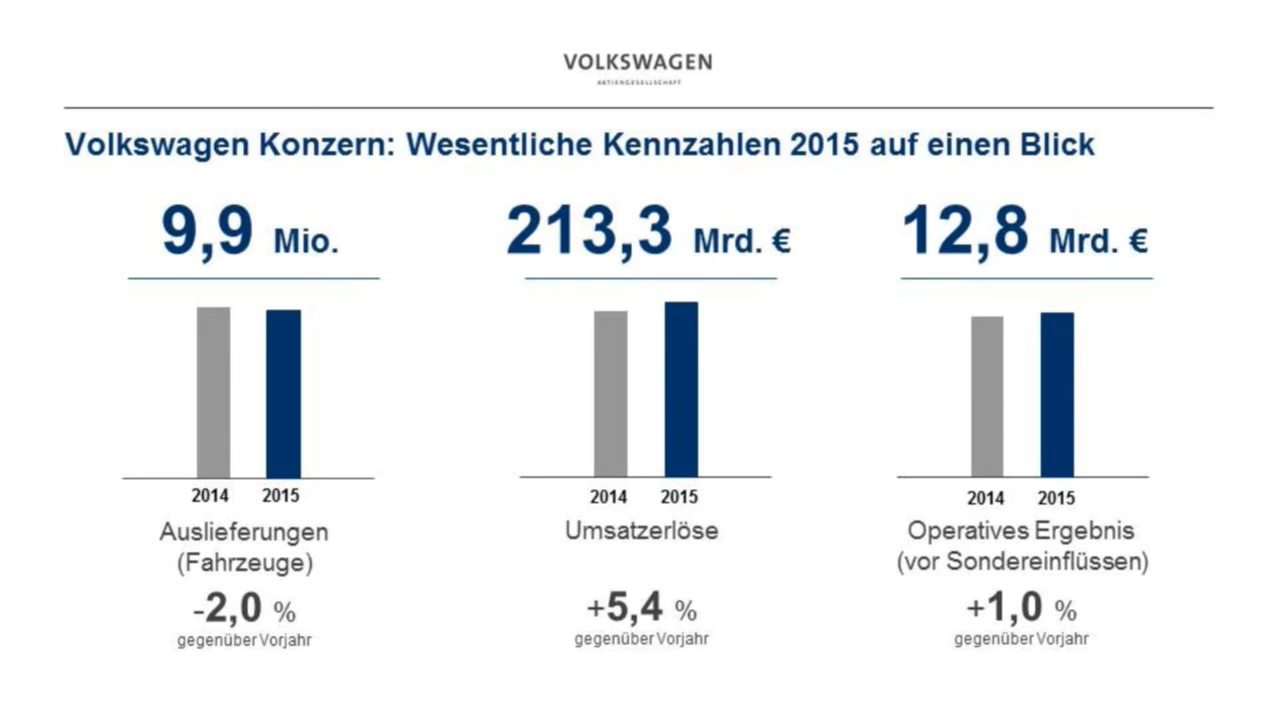 VOLKSWAGEN
AKTIENGESELLSCHAFT
Volkswagen Konzern: Wesentliche Kennzahlen 2015 auf einen Blick
9,9 Mio.
213,3 Mrd. €
12,8 Mrd. €
2014 2015
2014 2015
2014 2015
Auslieferungen
(Fahrzeuge)
Umsatzerlöse
Operatives Ergebnis
(vor Sondereinflüssen)
-2,0 %
gegenüber Vorjahr
+5,4 %
gegenüber Vorjahr
+1,0 %
gegenüber Vorjahr